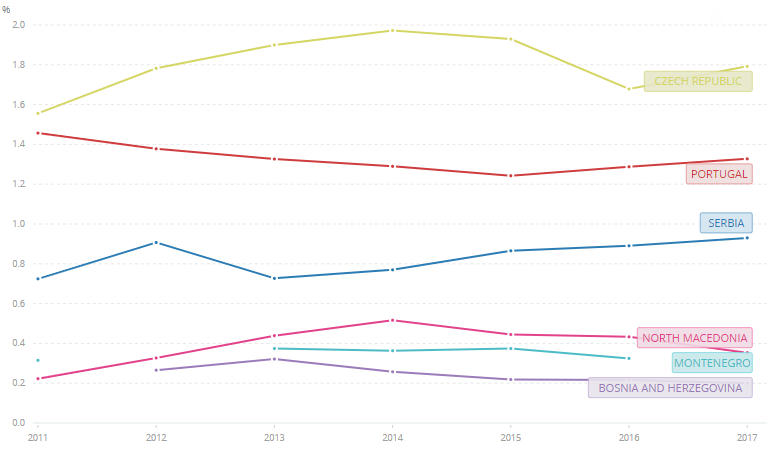 %
2.0
1.8
1.6
1.4
1.2
1.0
0.8
0.6
0.4
0.2
0.0
CZECH REPUBLIC
PORTUGAL
SERBIA
NORTH MACEDONIA
MONTENEGRO
BOSNIA AND HERZEGOVINA
2011 2012 2013 2014 2015 2016 2017